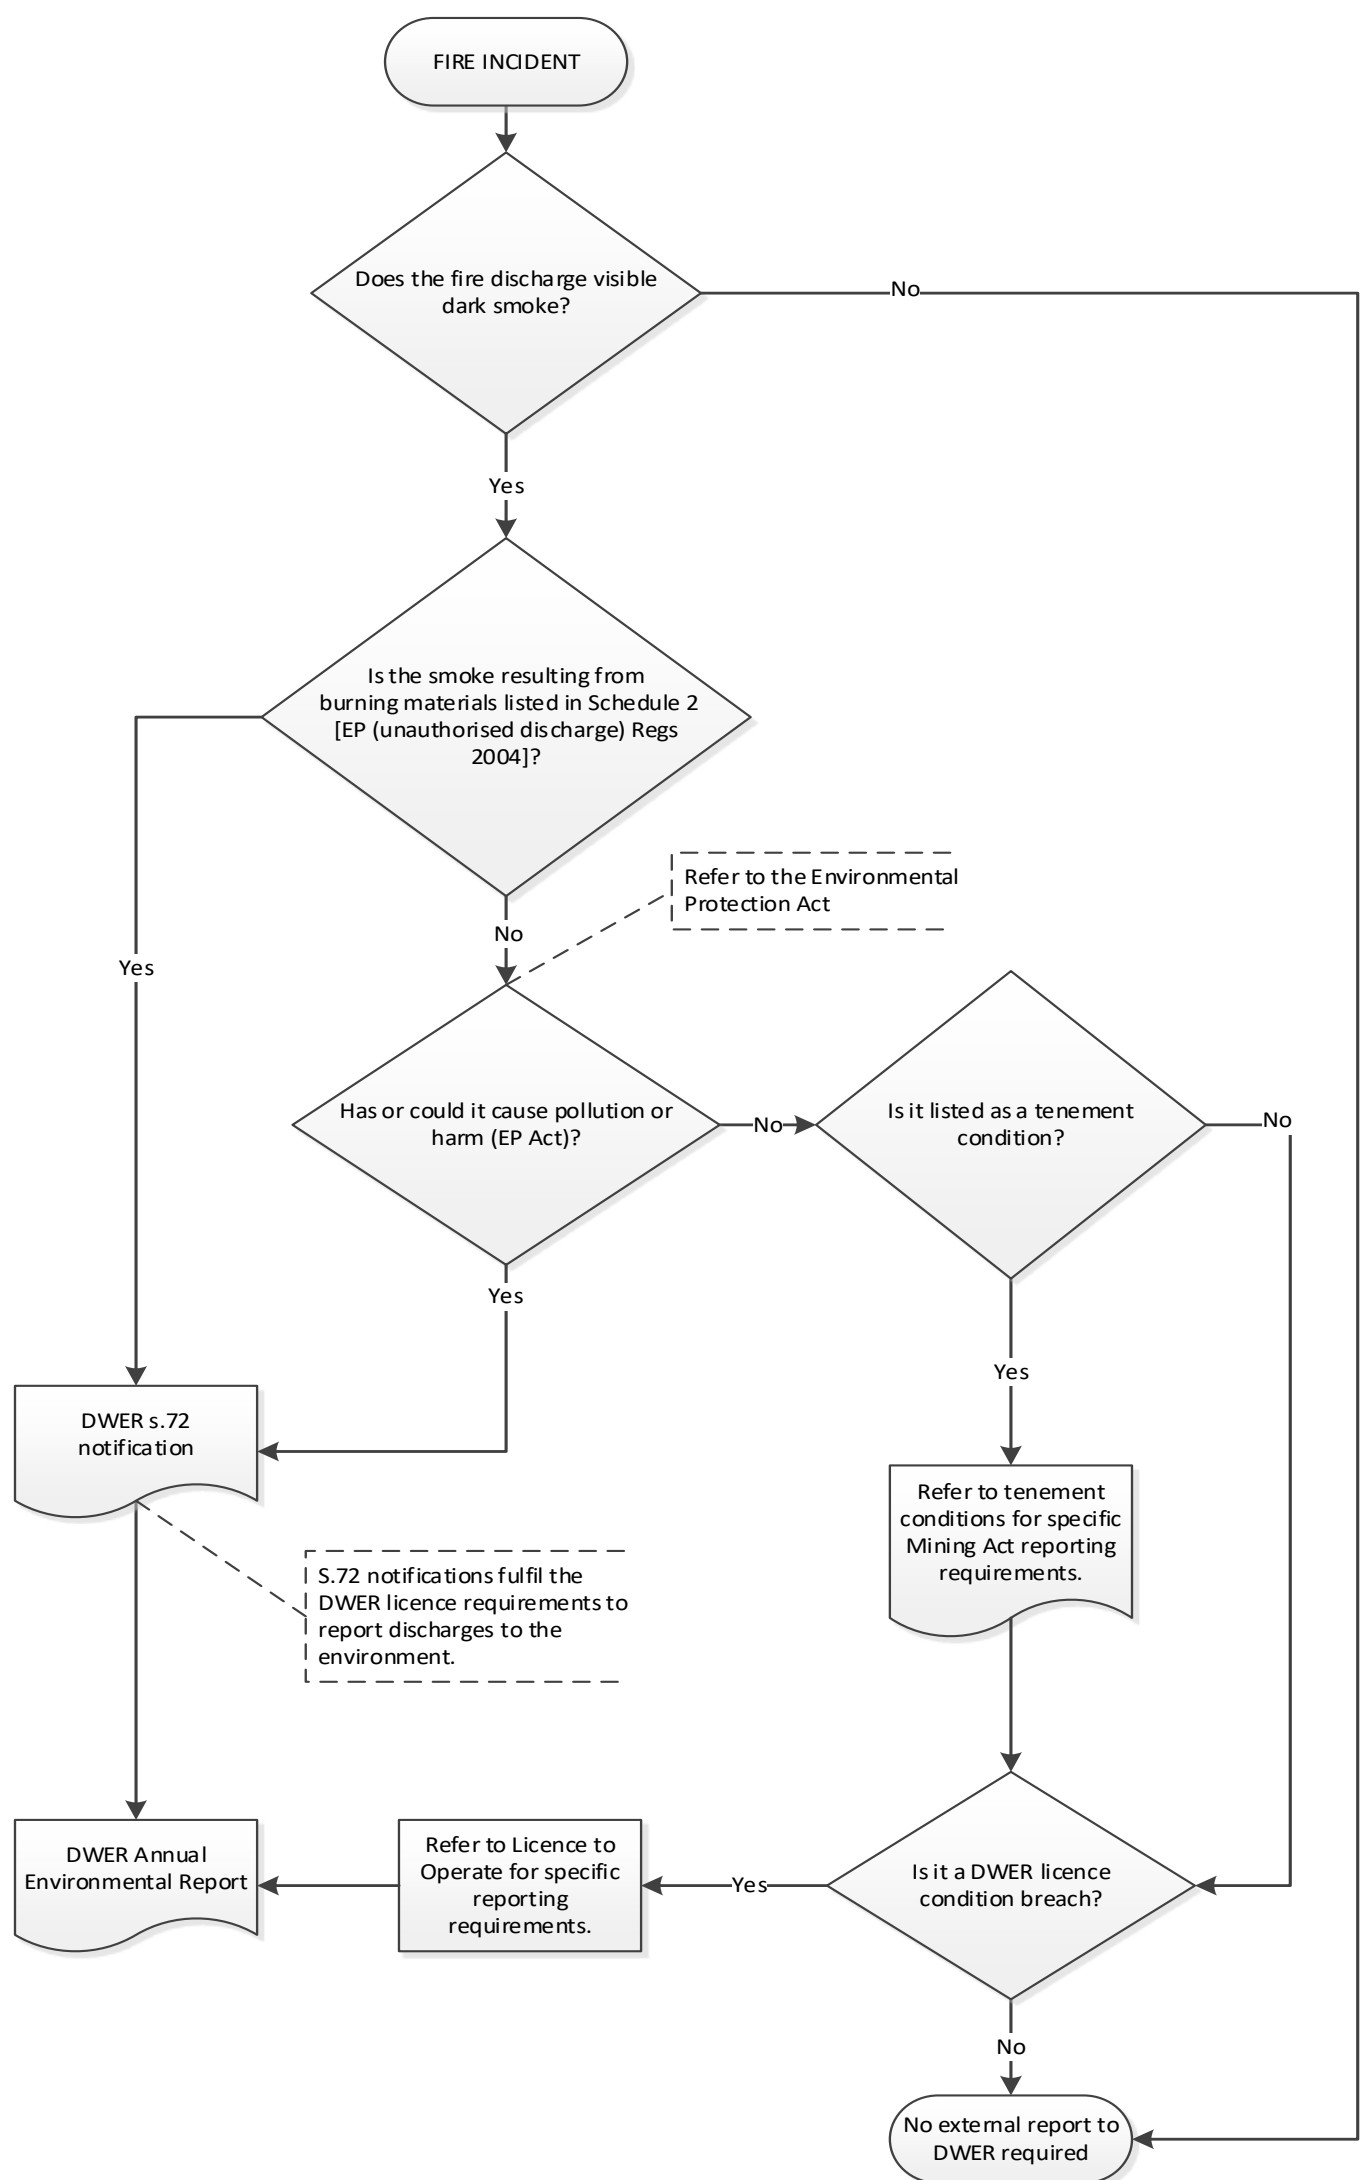 FIRE INCIDENT
Does the fire discharge visible
dark smoke?
No
Yes
Is the smoke resulting from
burning materials listed in Schedule 2
[EP (unauthorised discharge) Regs
2004]?
Refer to the Environmental
Protection Act
No
Yes
Has or could it cause pollution or
harm (EP Act)?
No
Is it listed as a tenement
condition?
No
Yes
Yes
DWER s.72
notification
Refer to tenement
conditions for specific
Mining Act reporting
requirements.
S.72 notifications fulfil the
DWER licence requirements to
report discharges to the
environment.
DWER Annual
Environmental Report
Refer to Licence to
Operate for specific
reporting
requirements.
Yes
Is it a DWER licence
condition breach?
No
No external report to
DWER required